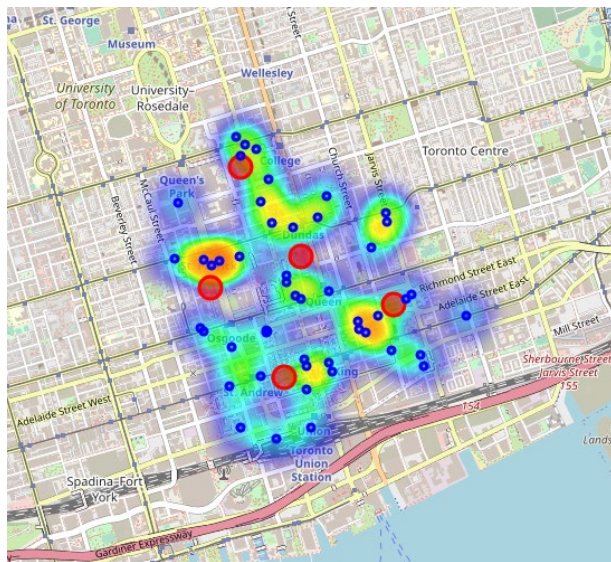 St. George
Museum
Wellesley
University
of Toronto
University–
Rosedale
Toronto Centre
College
Church Street
Jarvis Street
Queen's
Park
McCaul Street
Beverley Street
Dundas
Richmond Street East
Queen
Adelaide Street East
Mill Street
Osgoode
King
Sherbourne Street
Jarvis Street
155
St. Andrew
Adelaide Street West
154
Union
Toronto
Union
Station
Spadina–Fort
York
Gardiner Expressway